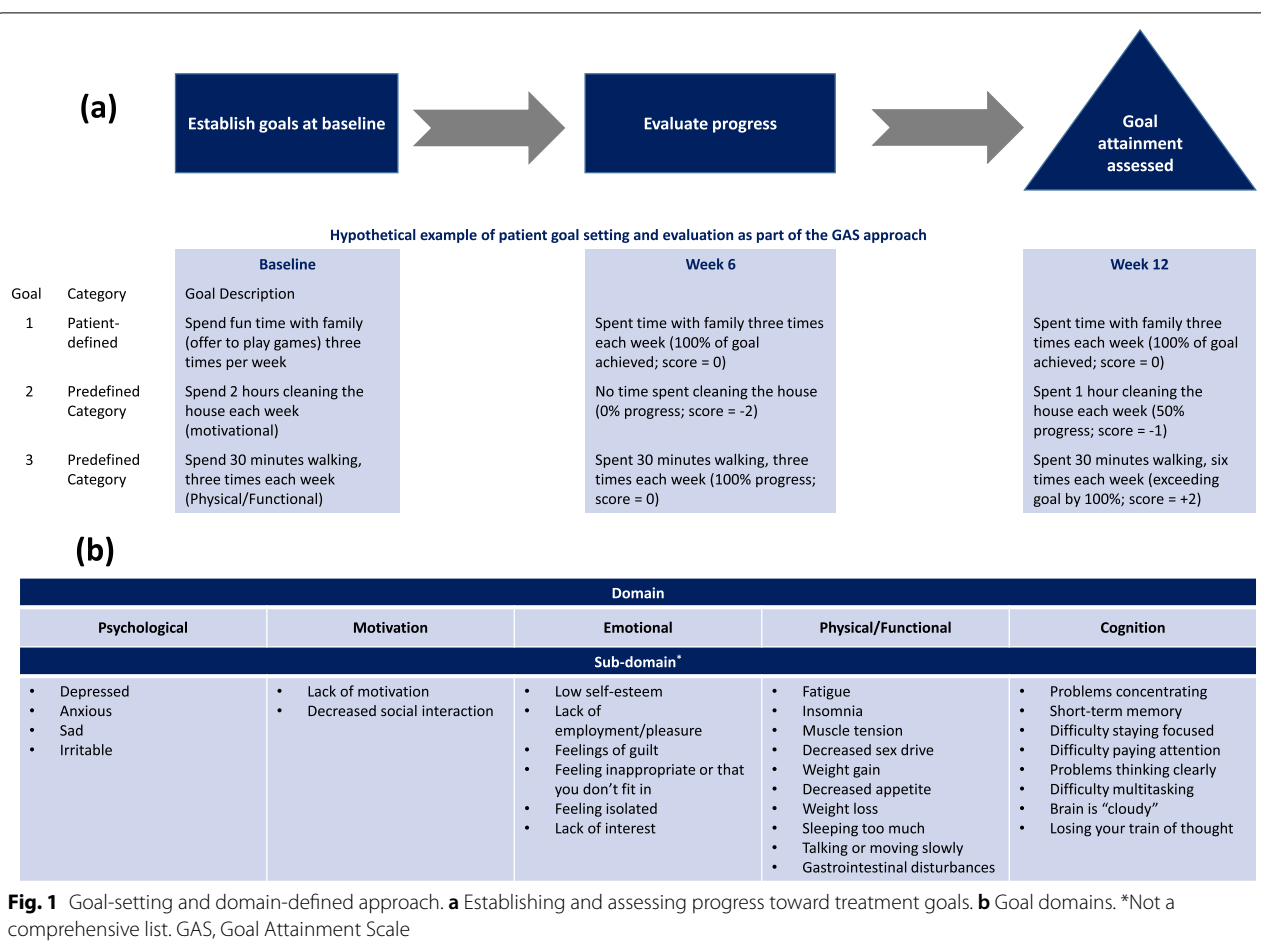 (a)
Establish goals at baseline
Evaluate progress
Goal
attainment
assessed
Hypothetical example of patient goal setting and evaluation as part of the GAS approach
Baseline
Week 6
Week 12
Goal
Category
Goal Description
1
Patient-
defined
Spend fun time with family
(offer to play games) three
times per week
Spent time with family three times
each week (100% of goal
achieved; score = 0)
Spent time with family three
times each week (100% of goal
achieved; score = 0)
2
Predefined
Category
Spend 2 hours cleaning the
house each week
(motivational)
No time spent cleaning the house
(0% progress; score = -2)
Spent 1 hour cleaning the
house each week (50%
progress; score = -1)
3
Predefined
Category
Spend 30 minutes walking,
three times each week
(Physical/Functional)
Spent 30 minutes walking, three
times each week (100% progress;
score = 0)
Spent 30 minutes walking, six
times each week (exceeding
goal by 100%; score = +2)
(b)
Domain
Psychological
Motivation
Emotional
Physical/Functional
Cognition
Sub-domain*
• Depressed
• Anxious
• Sad
• Irritable
• Lack of motivation
• Decreased social interaction
• Low self-esteem
• Lack of
employment/pleasure
• Feelings of guilt
• Feeling inappropriate or that
you don't fit in
• Feeling isolated
• Lack of interest
• Fatigue
• Insomnia
• Muscle tension
• Decreased sex drive
• Weight gain
• Decreased appetite
• Weight loss
• Sleeping too much
• Talking or moving slowly
• Gastrointestinal disturbances
• Problems concentrating
• Short-term memory
• Difficulty staying focused
• Difficulty paying attention
• Problems thinking clearly
• Difficulty multitasking
• Brain is "cloudy"
• Losing your train of thought
Fig. 1 Goal-setting and domain-defined approach. a Establishing and assessing progress toward treatment goals. b Goal domains. *Not a
comprehensive list. GAS, Goal Attainment Scale